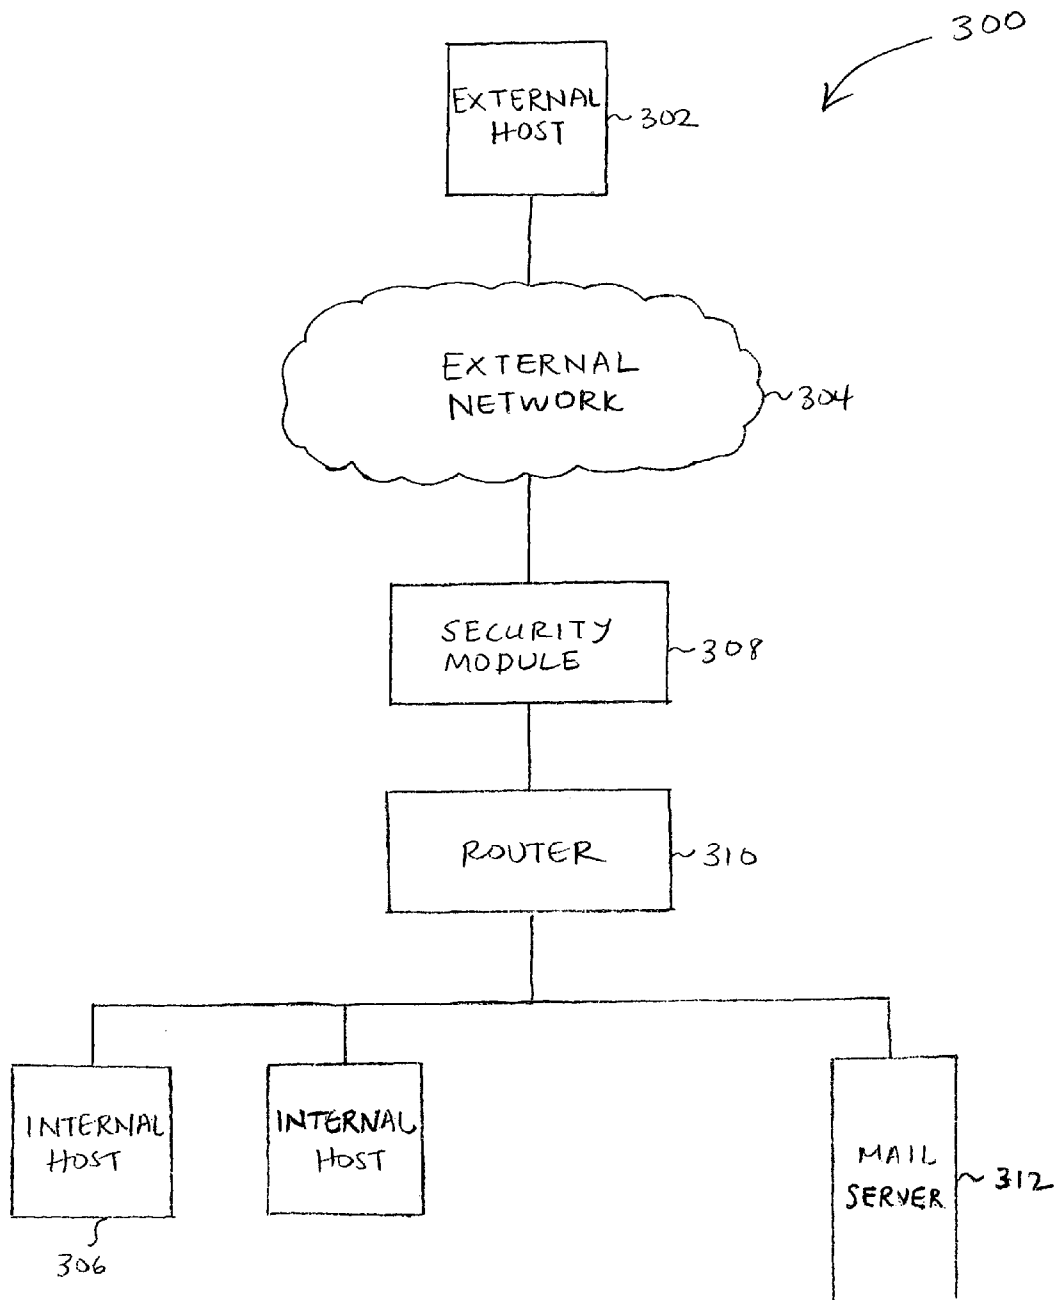 300
EXTERNAL
HOST
302
EXTERNAL
NETWORK
304
SECURITY
MODULE
308
ROUTER
310
INTERNAL
HOST
306
INTERNAL
HOST
MAIL
SERVER
312